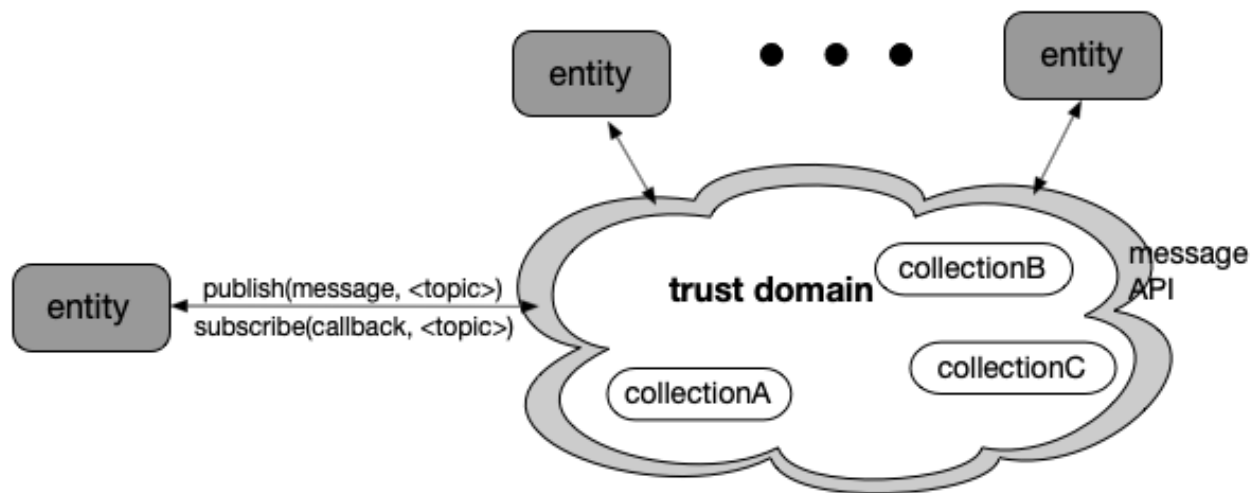 entity
entity
entity
publish(message, <topic>)
subscribe(callback, <topic>)
trust domain
collectionB
message
API
collectionC
collectionA